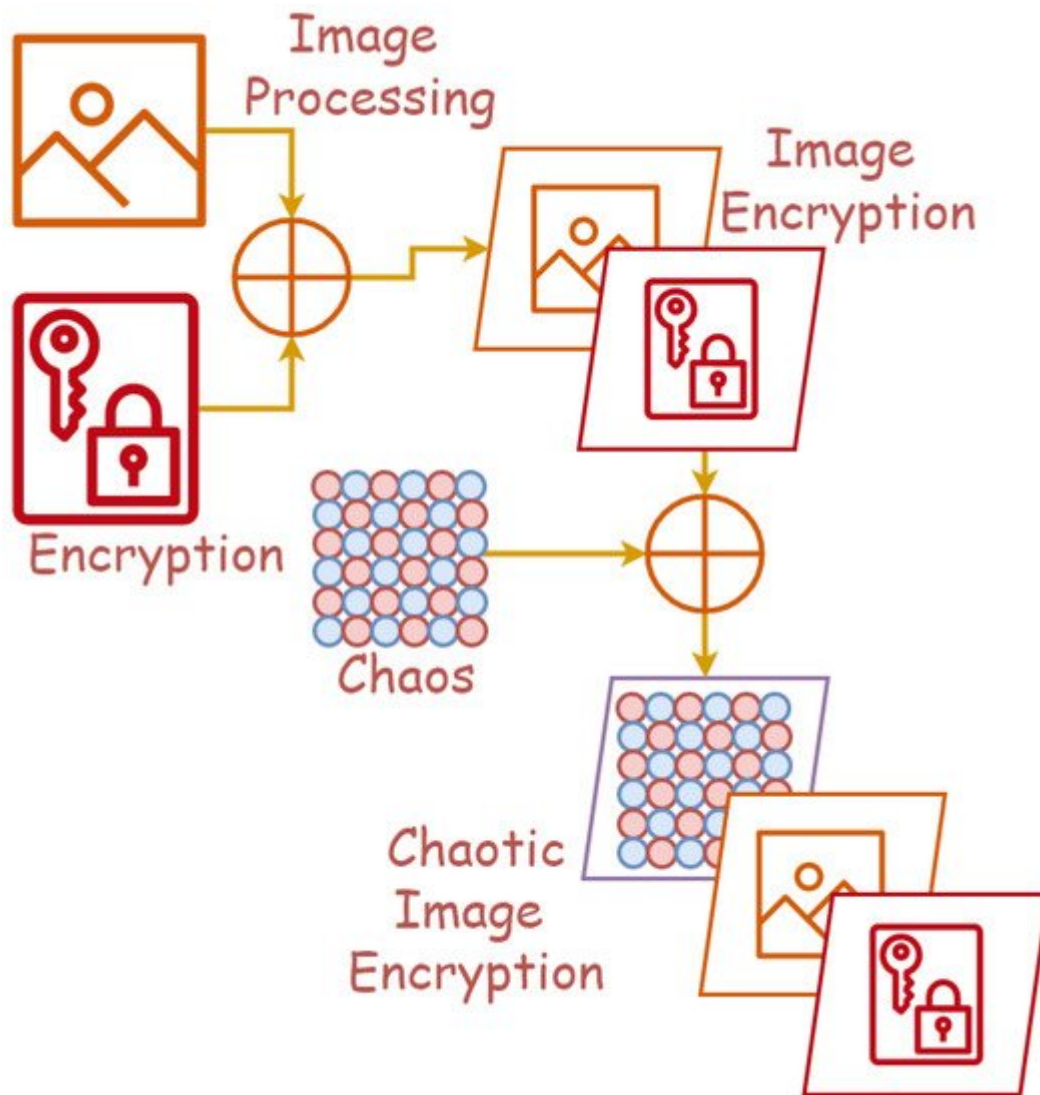 Image
Processing
Image
Encryption
Encryption
Chaos
Chaotic
Image
Encryption